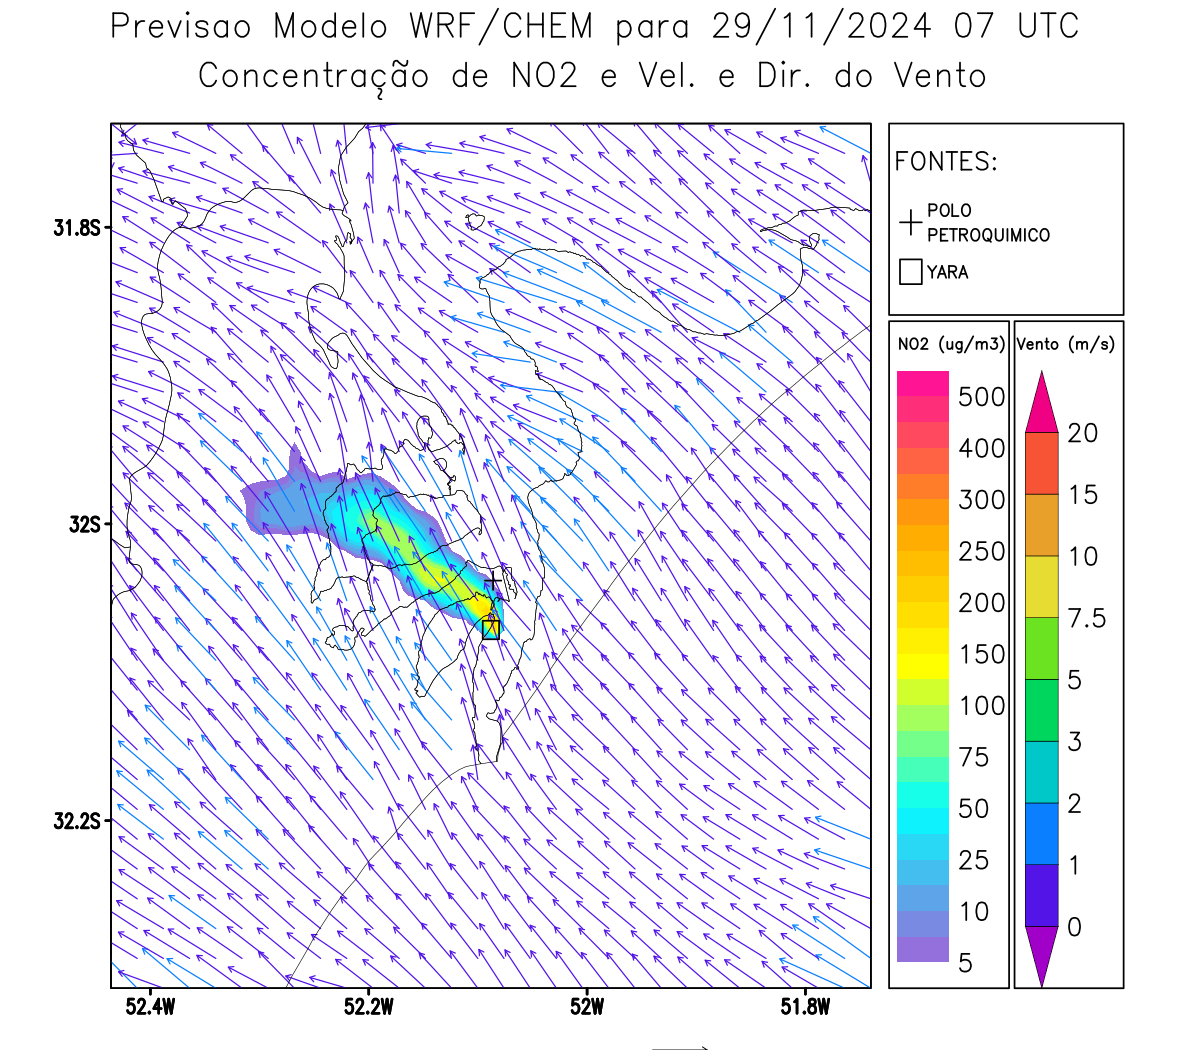 Previsao Modelo WRF/CHEM para 29/11/2024 07 UTC
Concentração de NO2 e Vel. e Dir. do Vento
FONTES:
POLO
PETROQUIMICO
YARA
31.8S
32S
32.2S
52.4W
52.2W
52W
51.8W
NO2 (ug/m3)
500
400
300
250
200
150
100
75
50
25
10
5
Vento (m/s)
20
15
10
7.5
5
3
2
1
0